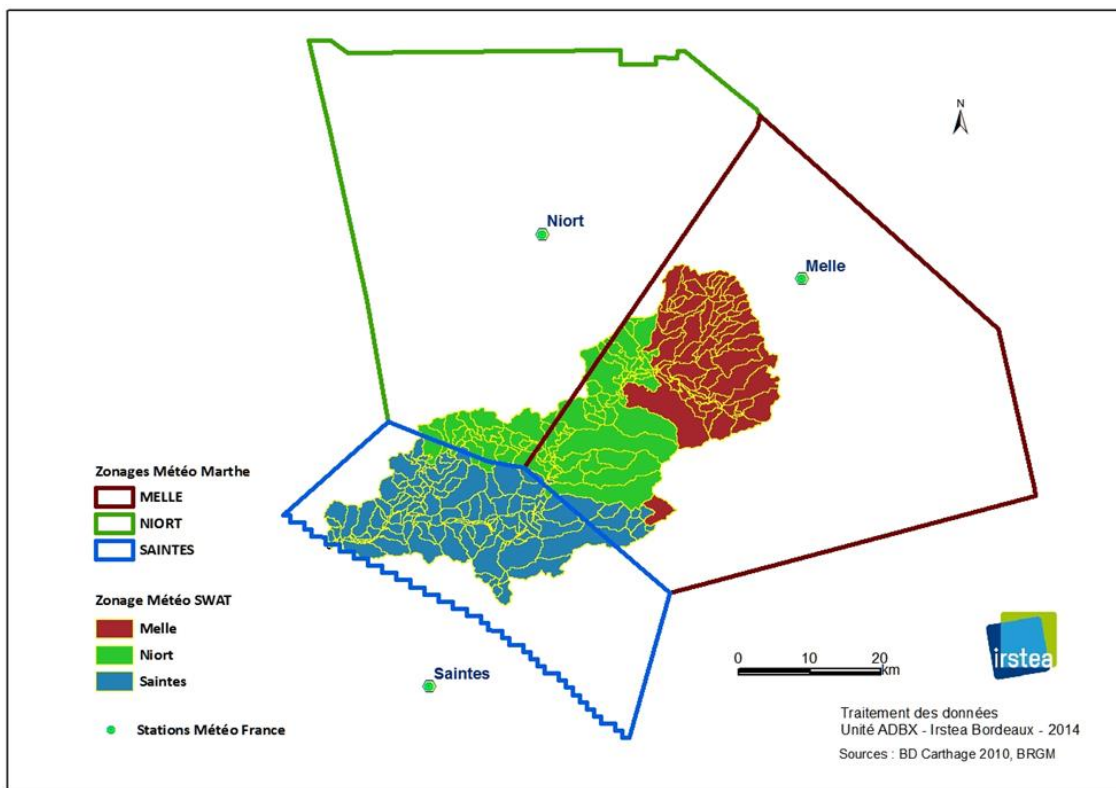 N
Niort
Melle
Zonages Météo Marthe
MELLE
NIORT
SAINTES
Zonage Météo SWAT
Melle
Niort
Saintes
Stations Météo France
Saintes
0 10 20
km
irstea
Traitement des données
Unité ADBX - Irstea Bordeaux - 2014
Sources : BD Carthage 2010, BRGM